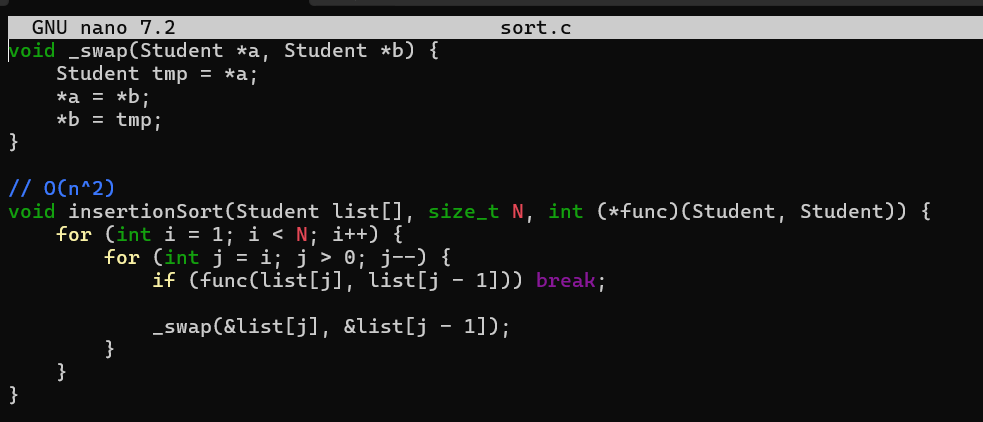 GNU nano 7.2 sort.c
void _swap(Student *a, Student *b) {
    Student tmp = *a;
    *a = *b;
    *b = tmp;
}

// O(n^2)
void insertionSort(Student list[], size_t N, int (*func)(Student, Student)) {
    for (int i = 1; i < N; i++) {
        for (int j = i; j > 0; j--) {
            if (func(list[j], list[j - 1])) break;

            _swap(&list[j], &list[j - 1]);
        }
    }
}